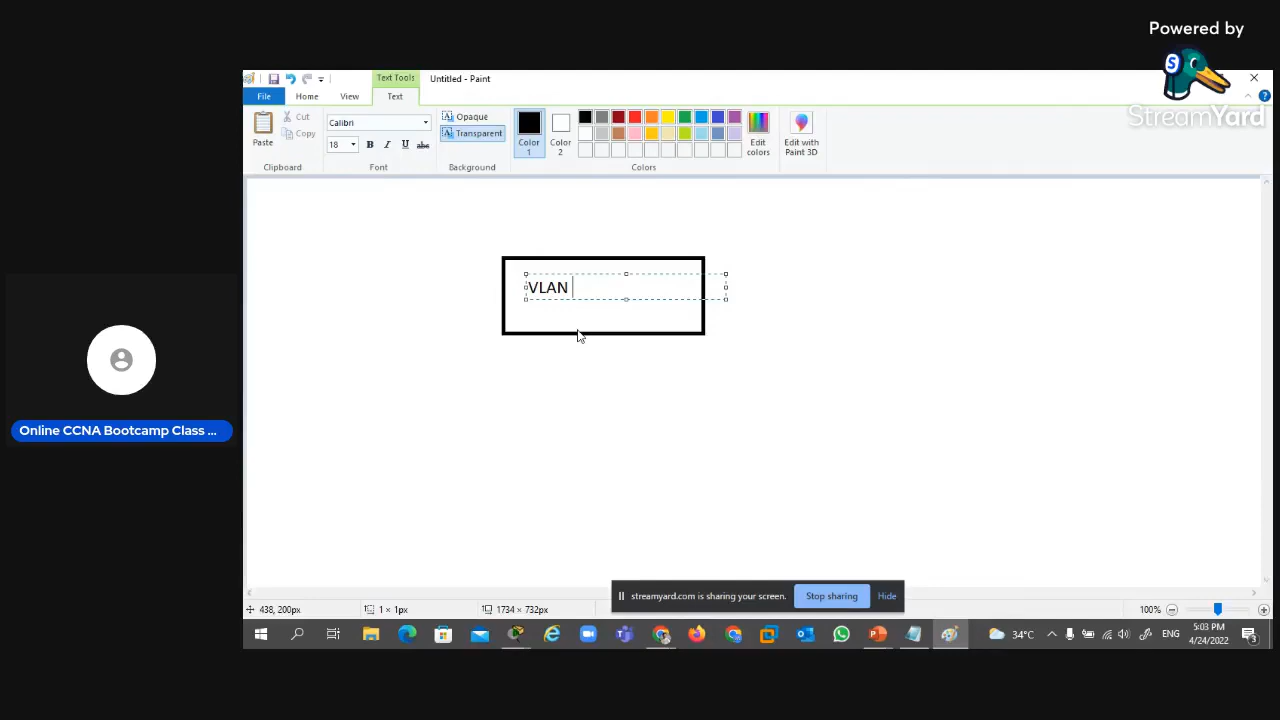 Powered by
StreamYard
Text Tools
Untitled - Paint
File
Home
View
Text
Paste
Cut
Copy
Clipboard
Calibri
18
B I U abc
Font
Opaque
Transparent
Background
Color 1
Color 2
Edit colors
Edit with Paint 3D
Colors
VLAN
Online CCNA Bootcamp Class ...
streamyard.com is sharing your screen.
Stop sharing
Hide
438, 200px
1 × 1px
1734 × 732px
100%
34°C
ENG
5:03 PM
4/24/2022
3